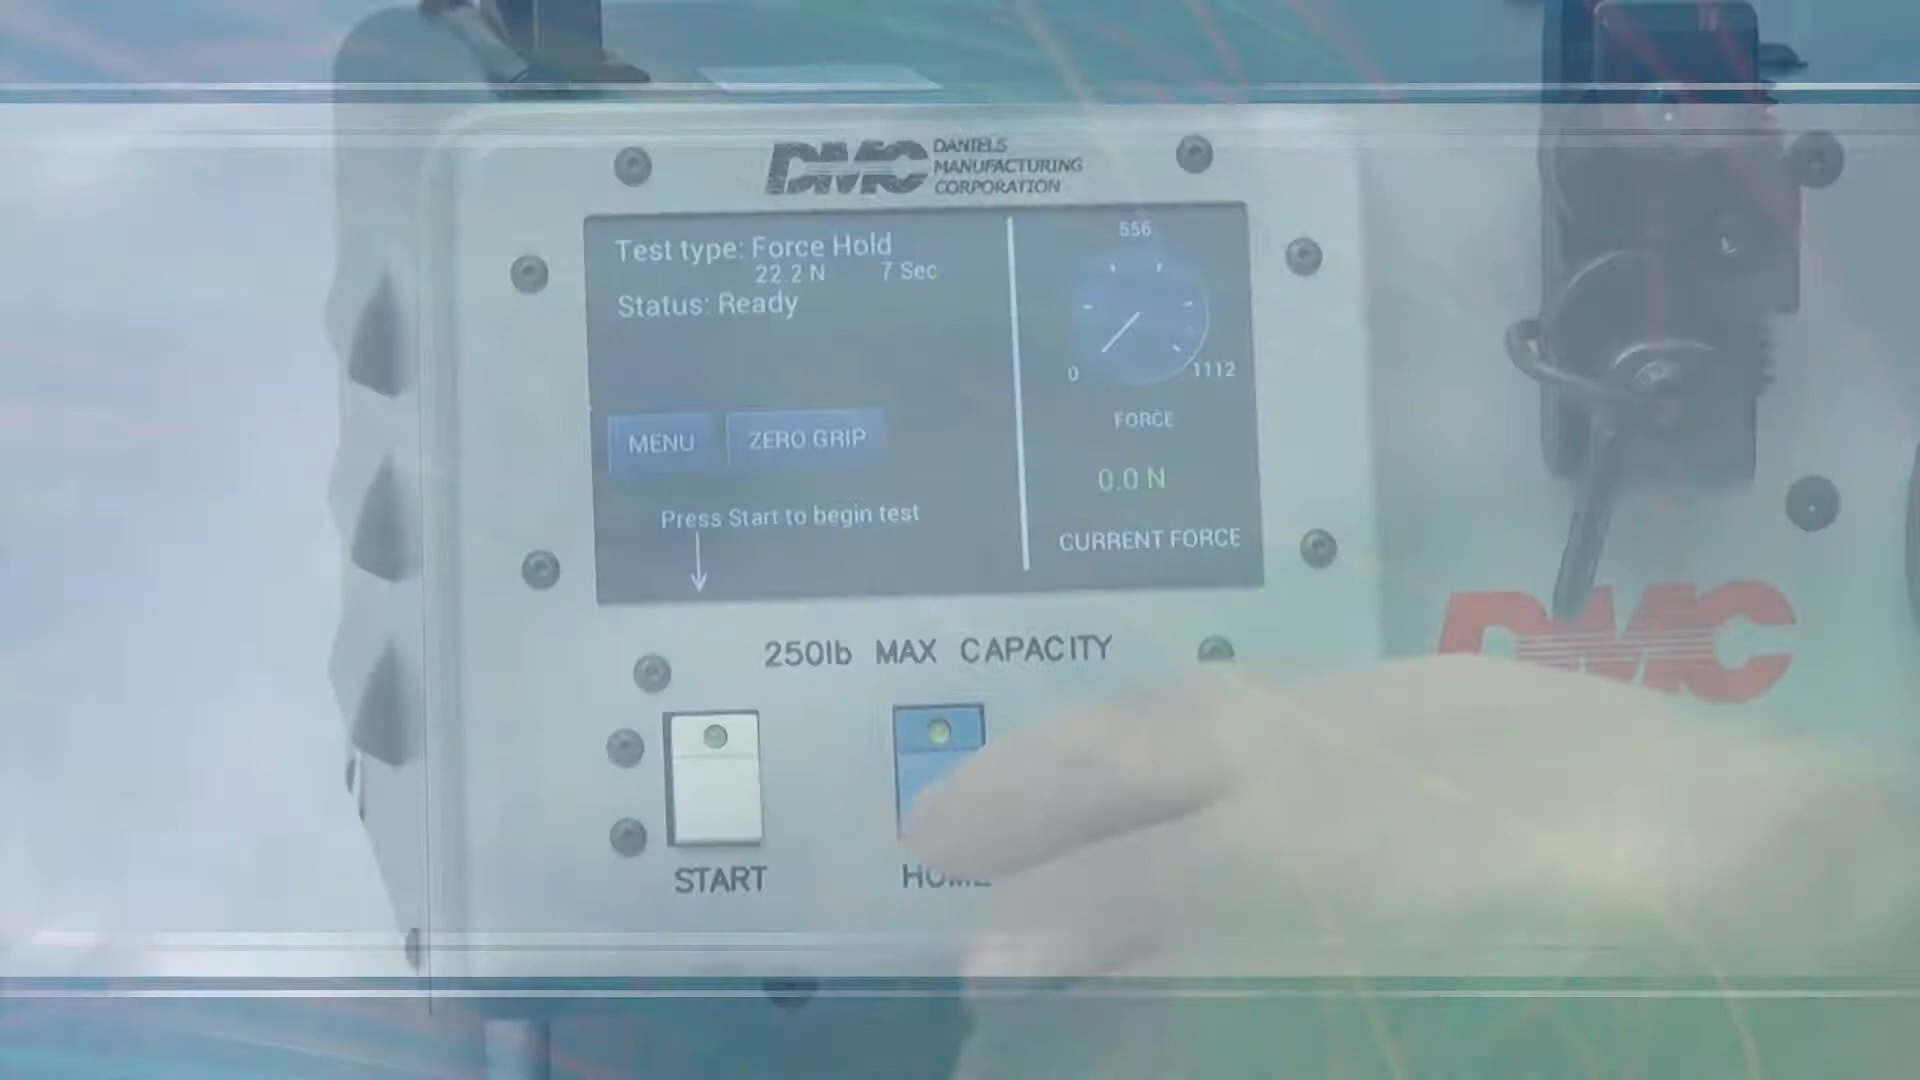 DMC
DANIELS
MANUFACTURING
CORPORATION
Test type: Force Hold
22.2 N 7 Sec
Status: Ready
MENU
ZERO GRIP
Press Start to begin test
556
0
1112
FORCE
0.0 N
CURRENT FORCE
250lb MAX CAPACITY
DMC
START
HOME